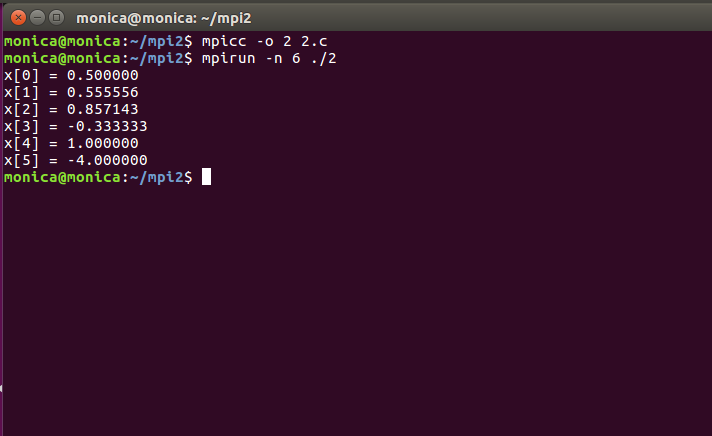 monica@monica: ~/mpi2
monica@monica:~/mpi2$ mpicc -o 2 2.c
monica@monica:~/mpi2$ mpirun -n 6 ./2
x[0] = 0.500000
x[1] = 0.555556
x[2] = 0.857143
x[3] = -0.333333
x[4] = 1.000000
x[5] = -4.000000
monica@monica:~/mpi2$